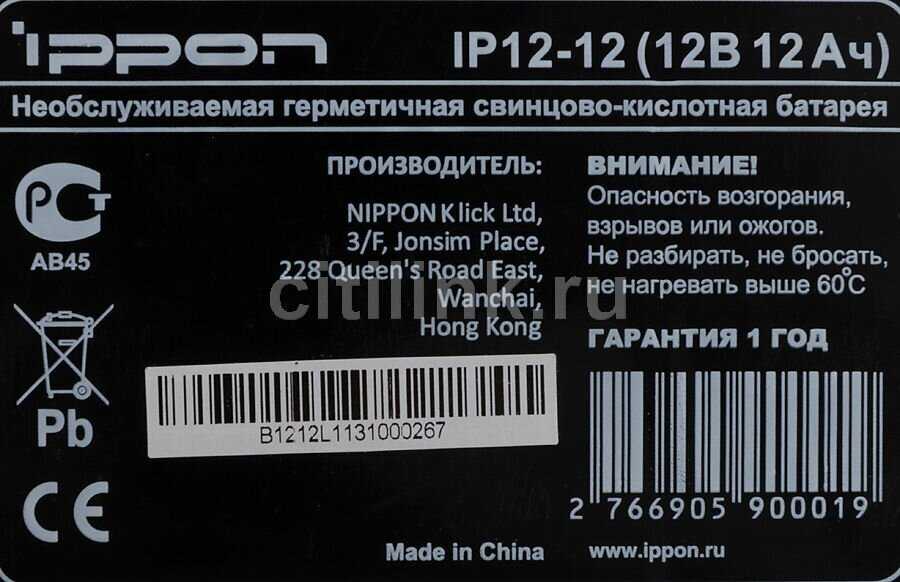 ippon
IP12-12 (12В 12Ач)
Необслуживаемая герметичная свинцово-кислотная батарея
РСТ
АВ45
Pb
CE
ПРОИЗВОДИТЕЛЬ:
NIPPON Klick Ltd,
3/F, Jonsim Place,
228 Queen's Road East,
Wanchai,
Hong Kong
B1212L1131000267
Made in China
ВНИМАНИЕ!
Опасность возгорания,
взрывов или ожогов.
Не разбирать, не бросать,
не нагревать выше 60°С
ГАРАНТИЯ 1 ГОД
2 766905 900019
www.ippon.ru
citilink.ru